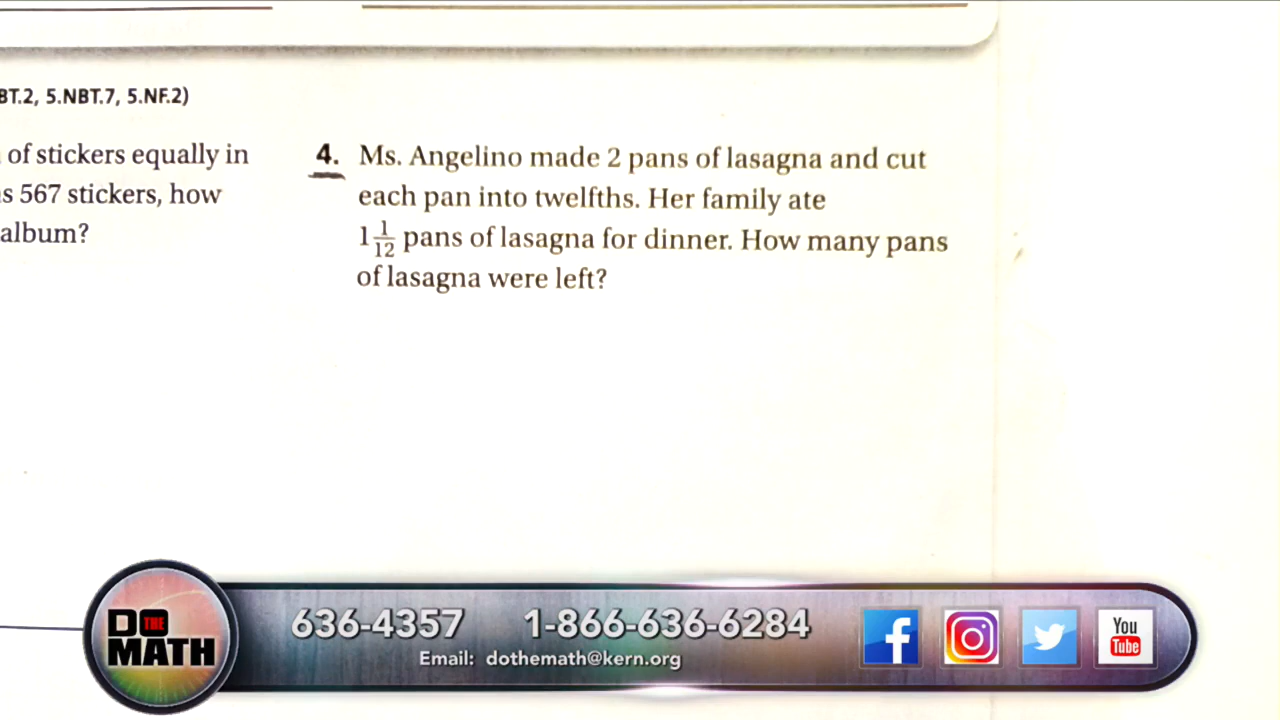 BT.2, 5.NBT.7, 5.NF.2)
of stickers equally in
s 567 stickers, how
album?
4. Ms. Angelino made 2 pans of lasagna and cut
each pan into twelfths. Her family ate
1 1/12 pans of lasagna for dinner. How many pans
of lasagna were left?
DO THE
MATH
636-4357 1-866-636-6284
Email: dothemath@kern.org
You
Tube